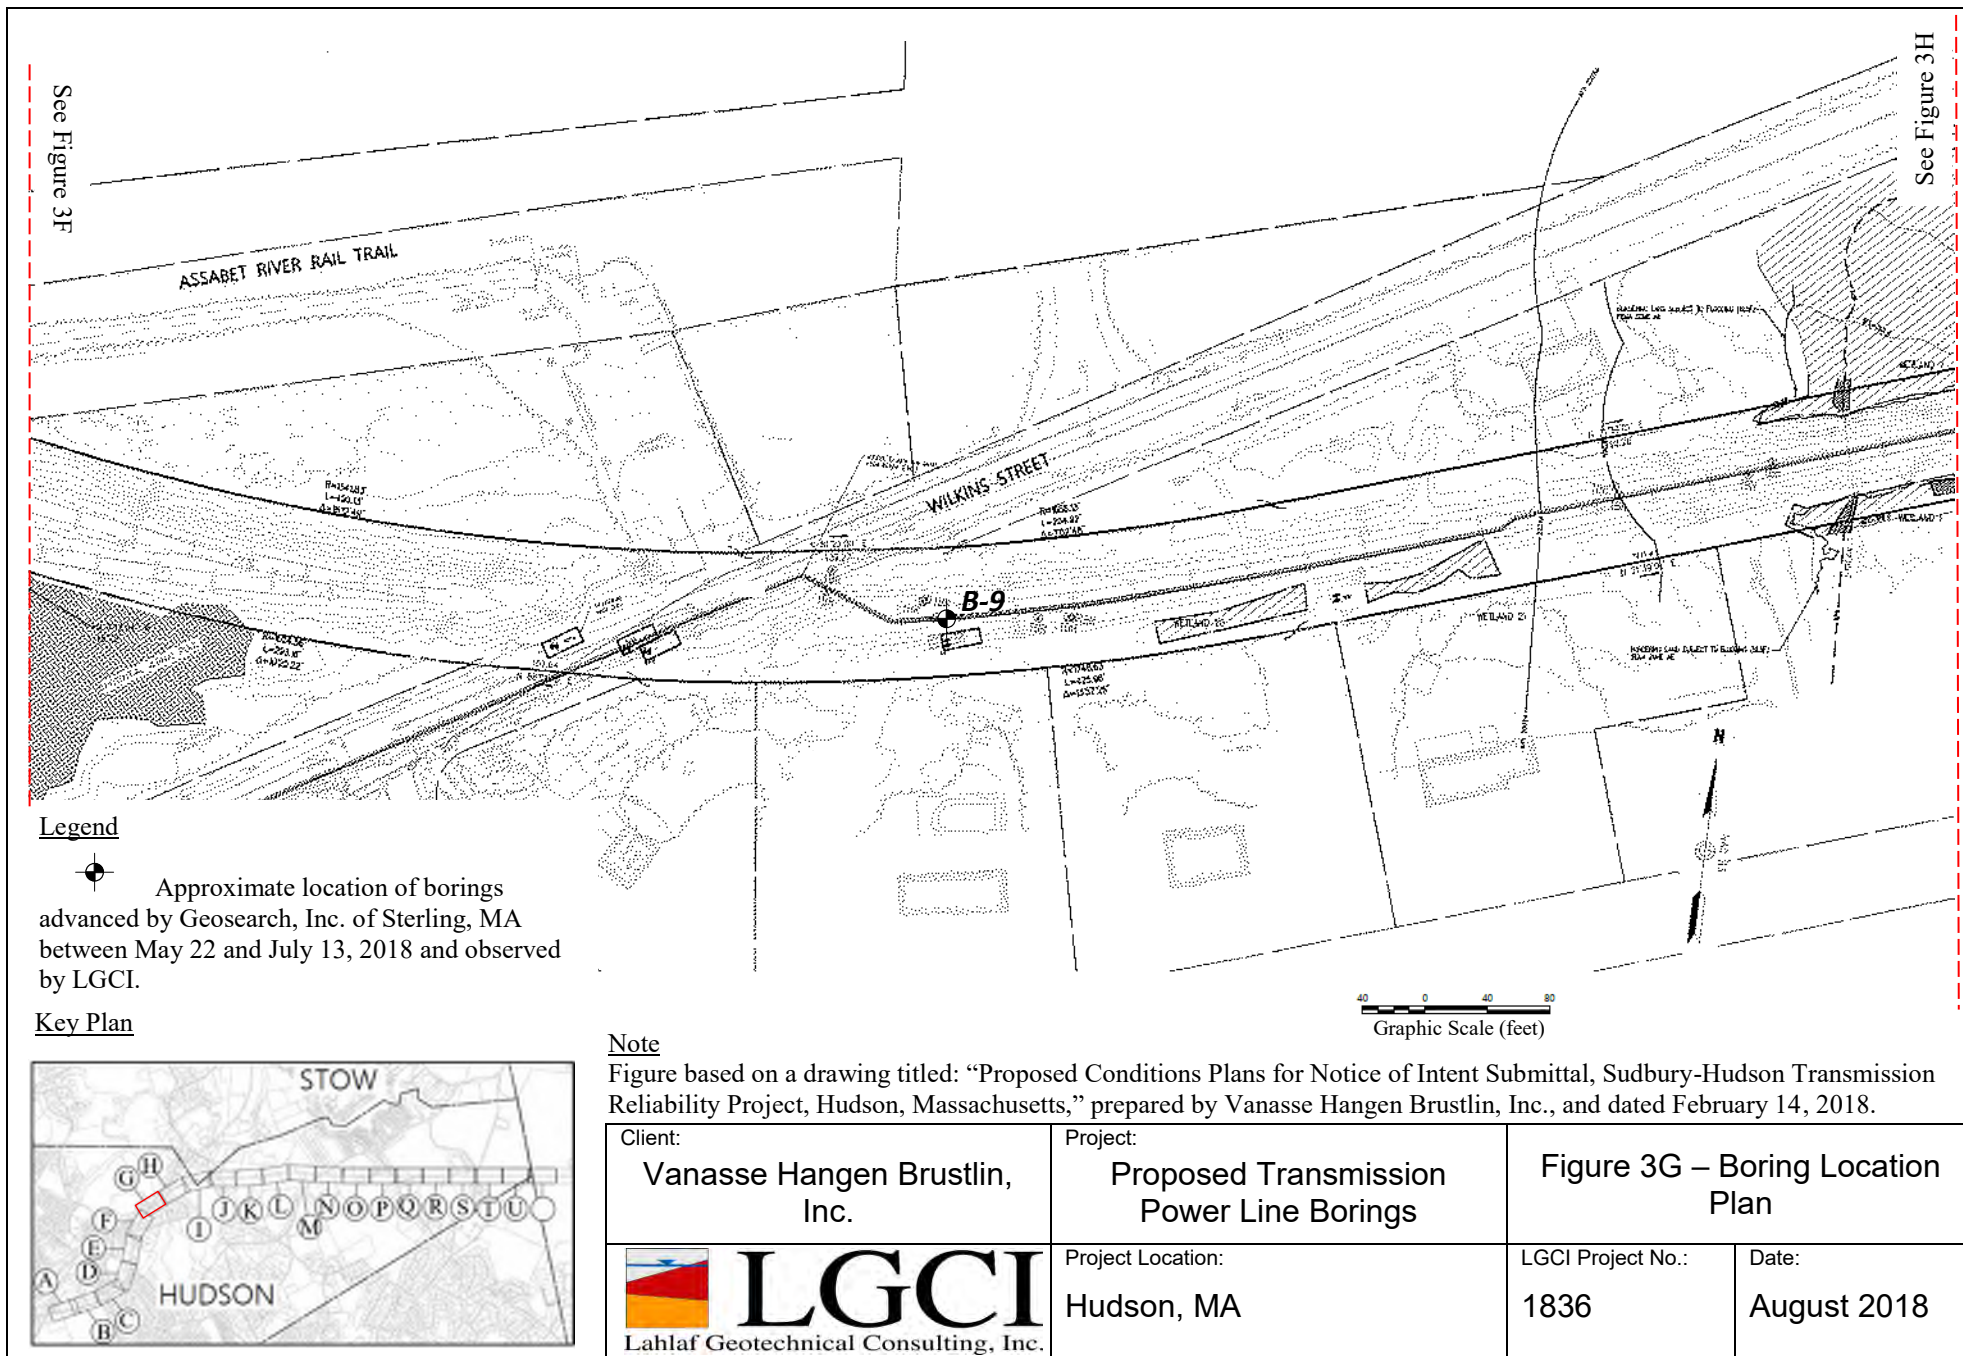 See Figure 3F
See Figure 3H
ASSABET RIVER RAIL TRAIL
WILKINS STREET
B-9
WETLAND 20
WETLAND 21
N
Legend
Approximate location of borings
advanced by Geosearch, Inc. of Sterling, MA
between May 22 and July 13, 2018 and observed
by LGCI.
Key Plan
STOW
HUDSON
A
B
C
D
E
F
G
H
I
J
K
L
M
N
O
P
Q
R
S
T
U
40 0 40 80
Graphic Scale (feet)
Note
Figure based on a drawing titled: “Proposed Conditions Plans for Notice of Intent Submittal, Sudbury-Hudson Transmission
Reliability Project, Hudson, Massachusetts,” prepared by Vanasse Hangen Brustlin, Inc., and dated February 14, 2018.
Client:
Vanasse Hangen Brustlin,
Inc.
Project:
Proposed Transmission
Power Line Borings
Figure 3G – Boring Location
Plan
LGCI
Lahlaf Geotechnical Consulting, Inc.
Project Location:
Hudson, MA
LGCI Project No.:
1836
Date:
August 2018